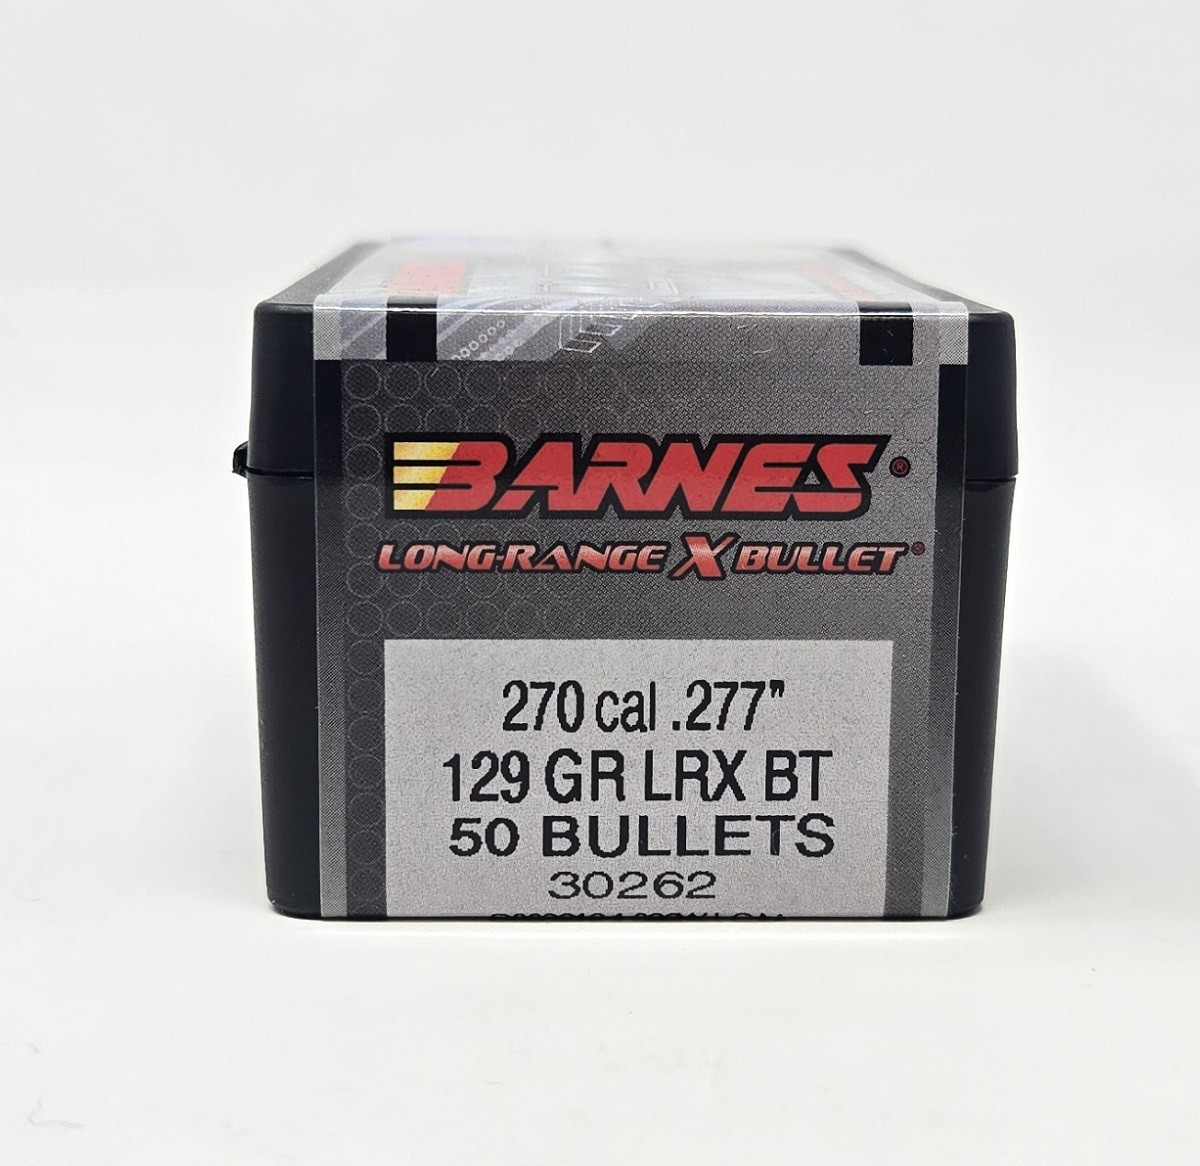 BARNES®
LONG-RANGE X BULLET®
270 cal .277"
129 GR LRX BT
50 BULLETS
30262